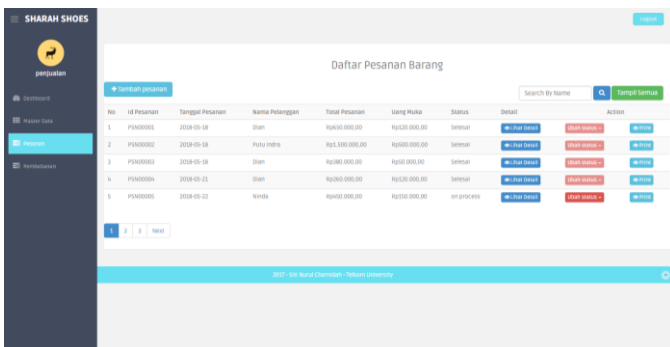 SHARAH SHOES
Logout
penjualan
Dashboard
Master Data
Pesanan
Pembebanan
Daftar Pesanan Barang
+Tambah pesanan
Search By Name
Tampil Semua
No Id Pesanan Tanggal Pesanan Nama Pelanggan Total Pesanan Uang Muka Status Detail Action
1 PSN00001 2018-05-18 Dian Rp650.000,00 Rp320.000,00 Selesai Lihat Detail Ubah status Print
2 PSN00002 2018-05-18 Putu Indra Rp1.500.000,00 Rp600.000,00 Selesai Lihat Detail Ubah status Print
3 PSN00003 2018-05-18 Dian Rp380.000,00 Rp50.000,00 Selesai Lihat Detail Ubah status Print
4 PSN00004 2018-05-21 Dian Rp260.000,00 Rp120.000,00 Selesai Lihat Detail Ubah status Print
5 PSN00005 2018-05-22 Ninda Rp450.000,00 Rp350.000,00 on process Lihat Detail Ubah status Print
1 2 3 Next
2017 - Siti Nurul Chamidah - Telkom University